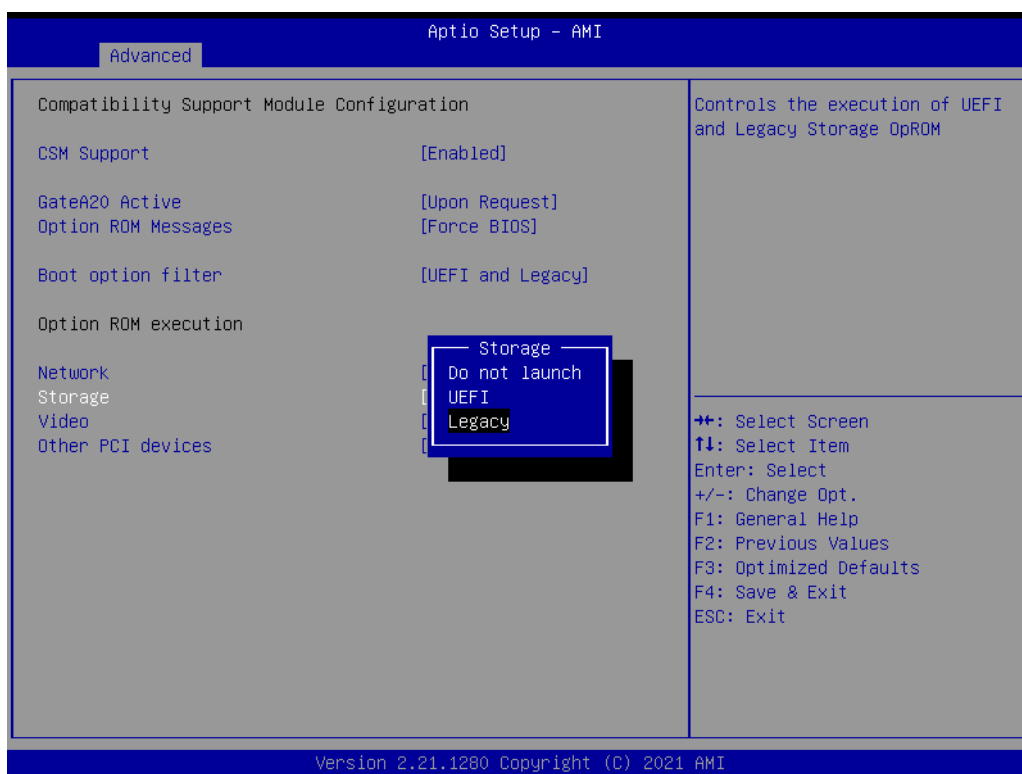 Aptio Setup – AMI
Advanced
Compatibility Support Module Configuration
CSM Support [Enabled]
GateA20 Active [Upon Request]
Option ROM Messages [Force BIOS]
Boot option filter [UEFI and Legacy]
Option ROM execution
Network [
Storage [
Video [
Other PCI devices [
Storage
Do not launch
UEFI
Legacy
Controls the execution of UEFI
and Legacy Storage OpROM
→←: Select Screen
↑↓: Select Item
Enter: Select
+/-: Change Opt.
F1: General Help
F2: Previous Values
F3: Optimized Defaults
F4: Save & Exit
ESC: Exit
Version 2.21.1280 Copyright (C) 2021 AMI